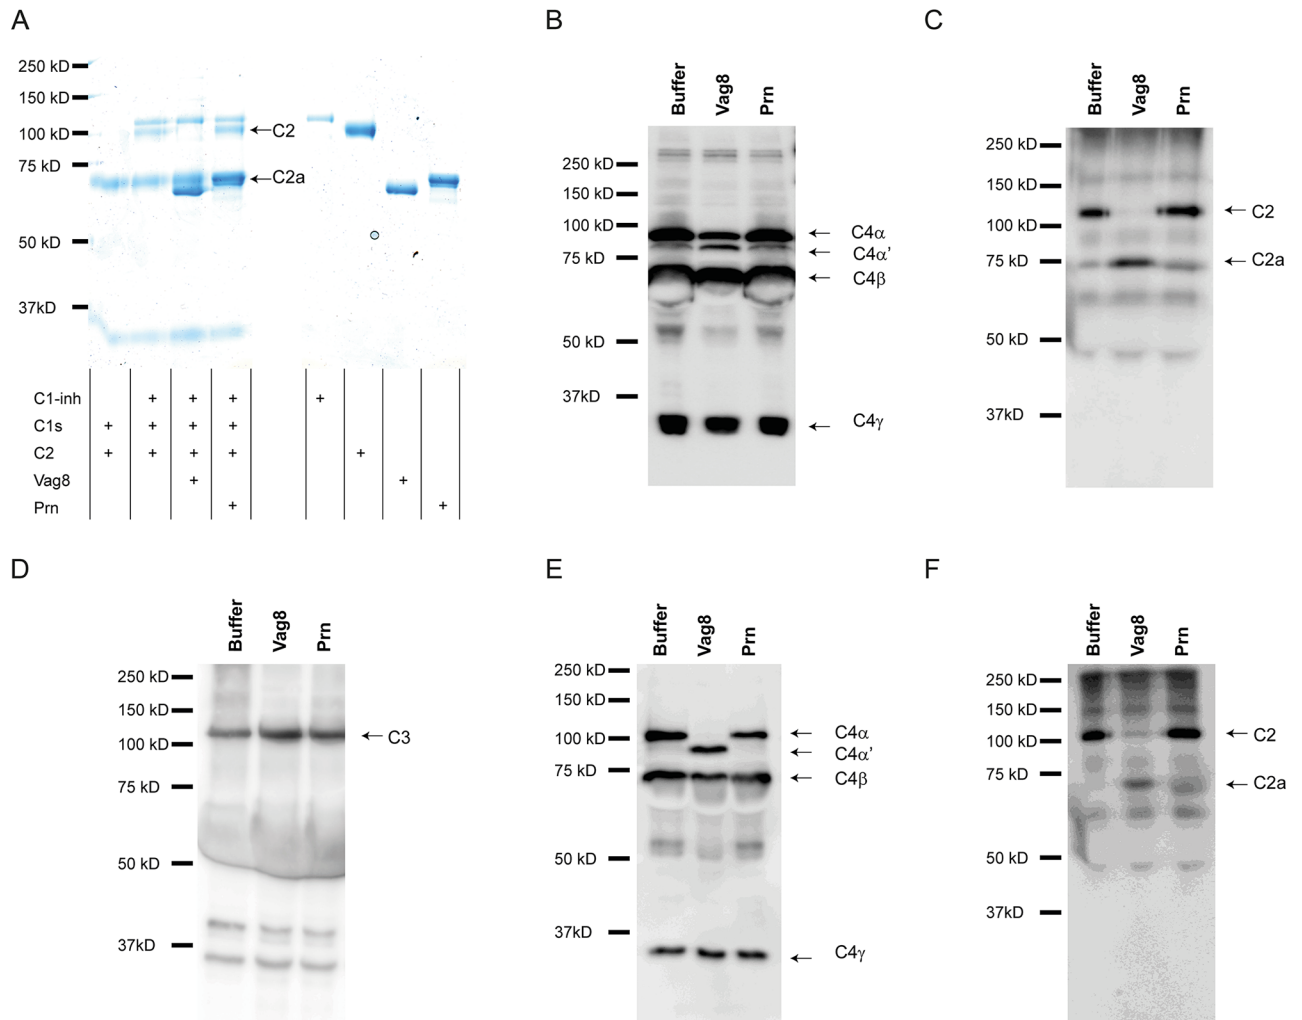 A
250 kD
150 kD
100 kD
75 kD
50 kD
37kD
C2
C2a
C1-inh + + + +
C1s + + + +
C2 + + + + +
Vag8 + +
Prn + +
B
Buffer Vag8 Prn
250 kD
150 kD
100 kD
75 kD
50 kD
37kD
C4α
C4α’
C4β
C4γ
C
Buffer Vag8 Prn
250 kD
150 kD
100 kD
75 kD
50 kD
37kD
C2
C2a
D
Buffer Vag8 Prn
250 kD
150 kD
100 kD
75 kD
50 kD
37kD
C3
E
Buffer Vag8 Prn
250 kD
150 kD
100 kD
75 kD
50 kD
37kD
C4α
C4α’
C4β
C4γ
F
Buffer Vag8 Prn
250 kD
150 kD
100 kD
75 kD
50 kD
37kD
C2
C2a